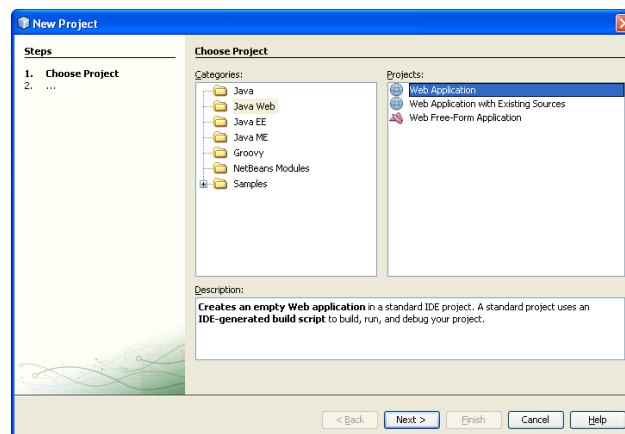 New Project
Steps
1. Choose Project
2. ...
Choose Project
Categories:
Java
Java Web
Java EE
Java ME
Groovy
NetBeans Modules
Samples
Projects:
Web Application
Web Application with Existing Sources
Web Free-Form Application
Description:
Creates an empty Web application in a standard IDE project. A standard project uses an
IDE-generated build script to build, run, and debug your project.
< Back
Next >
Finish
Cancel
Help